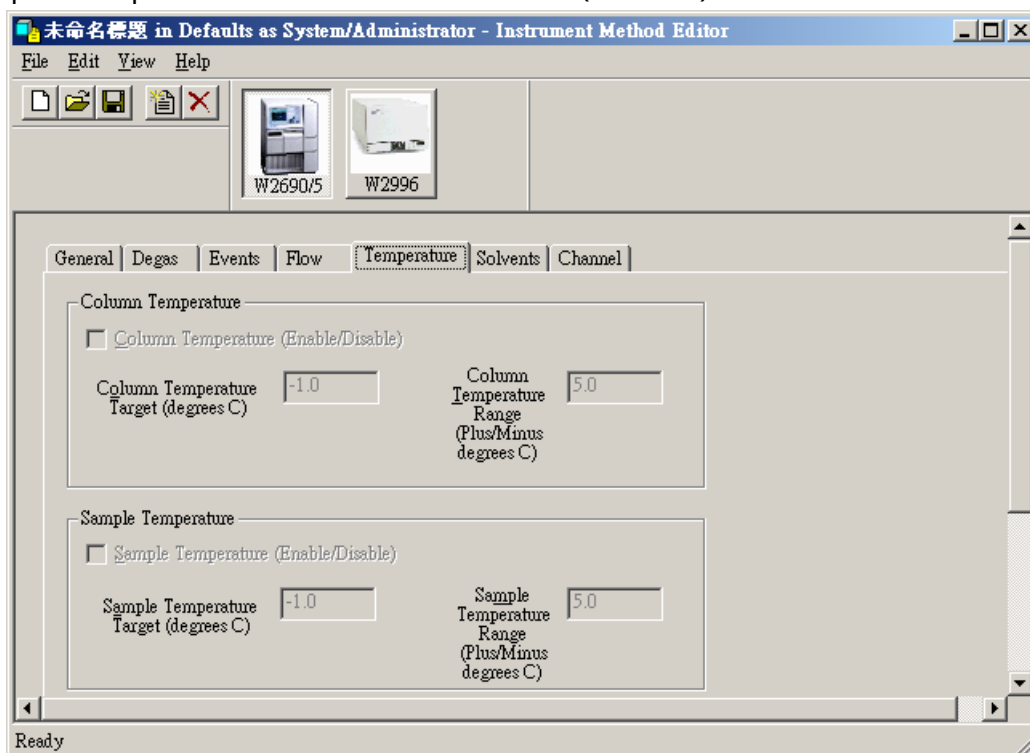 未命名標題 in Defaults as System/Administrator - Instrument Method Editor
File Edit View Help
W2690/5 W2996
General Degas Events Flow Temperature Solvents Channel
Column Temperature
Column Temperature (Enable/Disable)
Column Temperature
Target (degrees C)
-1.0
Column
Temperature
Range
(Plus/Minus
degrees C)
5.0
Sample Temperature
Sample Temperature (Enable/Disable)
Sample Temperature
Target (degrees C)
-1.0
Sample
Temperature
Range
(Plus/Minus
degrees C)
5.0
Ready